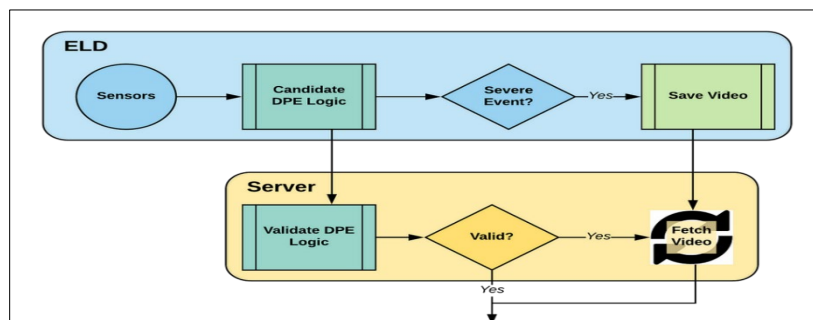 ELD
Sensors
Candidate
DPE Logic
Severe
Event?
Yes
Save Video
Server
Validate DPE
Logic
Valid?
Yes
Fetch
Video
Yes